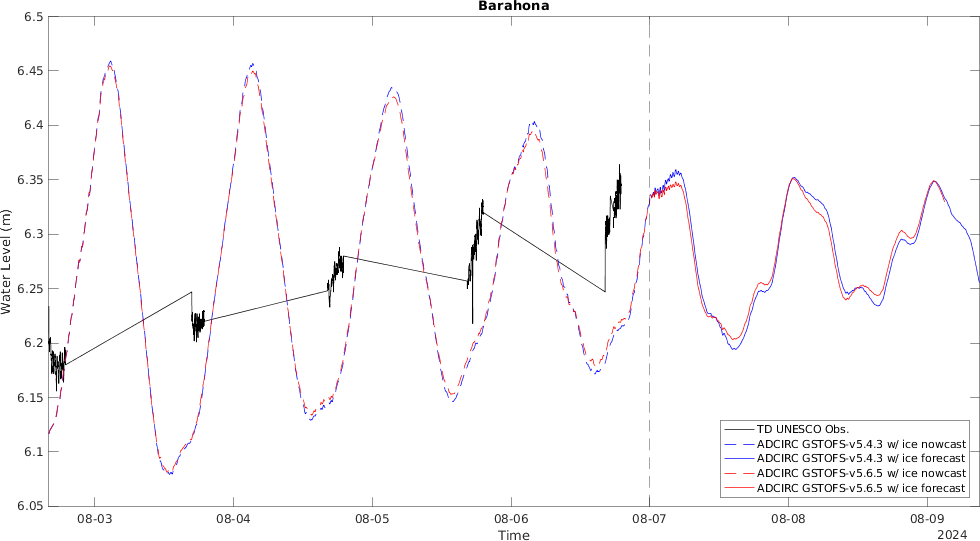 Barahona
6.5
6.45
6.4
6.35
6.3
6.25
6.2
6.15
6.1
6.05
Water Level (m)
08-03 08-04 08-05 08-06 08-07 08-08 08-09
Time
2024
TD UNESCO Obs.
ADCIRC GSTOFS-v5.4.3 w/ ice nowcast
ADCIRC GSTOFS-v5.4.3 w/ ice forecast
ADCIRC GSTOFS-v5.6.5 w/ ice nowcast
ADCIRC GSTOFS-v5.6.5 w/ ice forecast